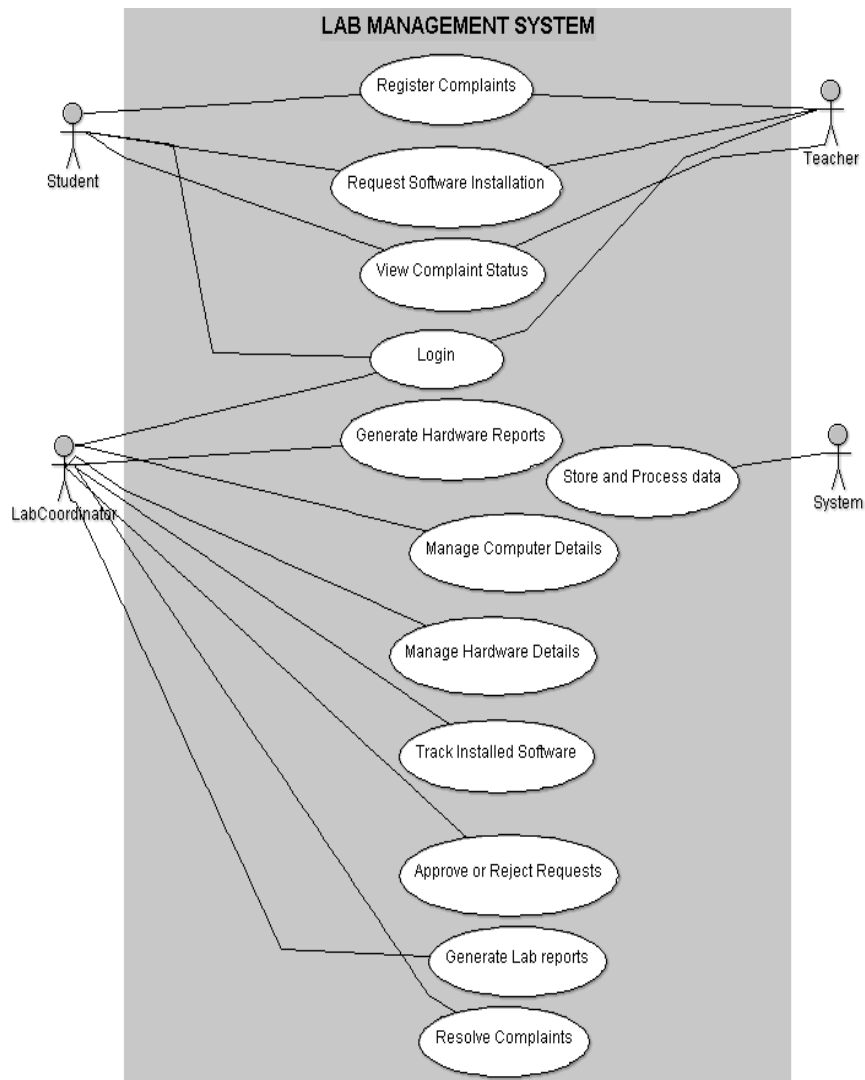 LAB MANAGEMENT SYSTEM
Register Complaints
Student
Teacher
Request Software Installation
View Complaint Status
Login
Generate Hardware Reports
Store and Process data
LabCoordinator
System
Manage Computer Details
Manage Hardware Details
Track Installed Software
Approve or Reject Requests
Generate Lab reports
Resolve Complaints